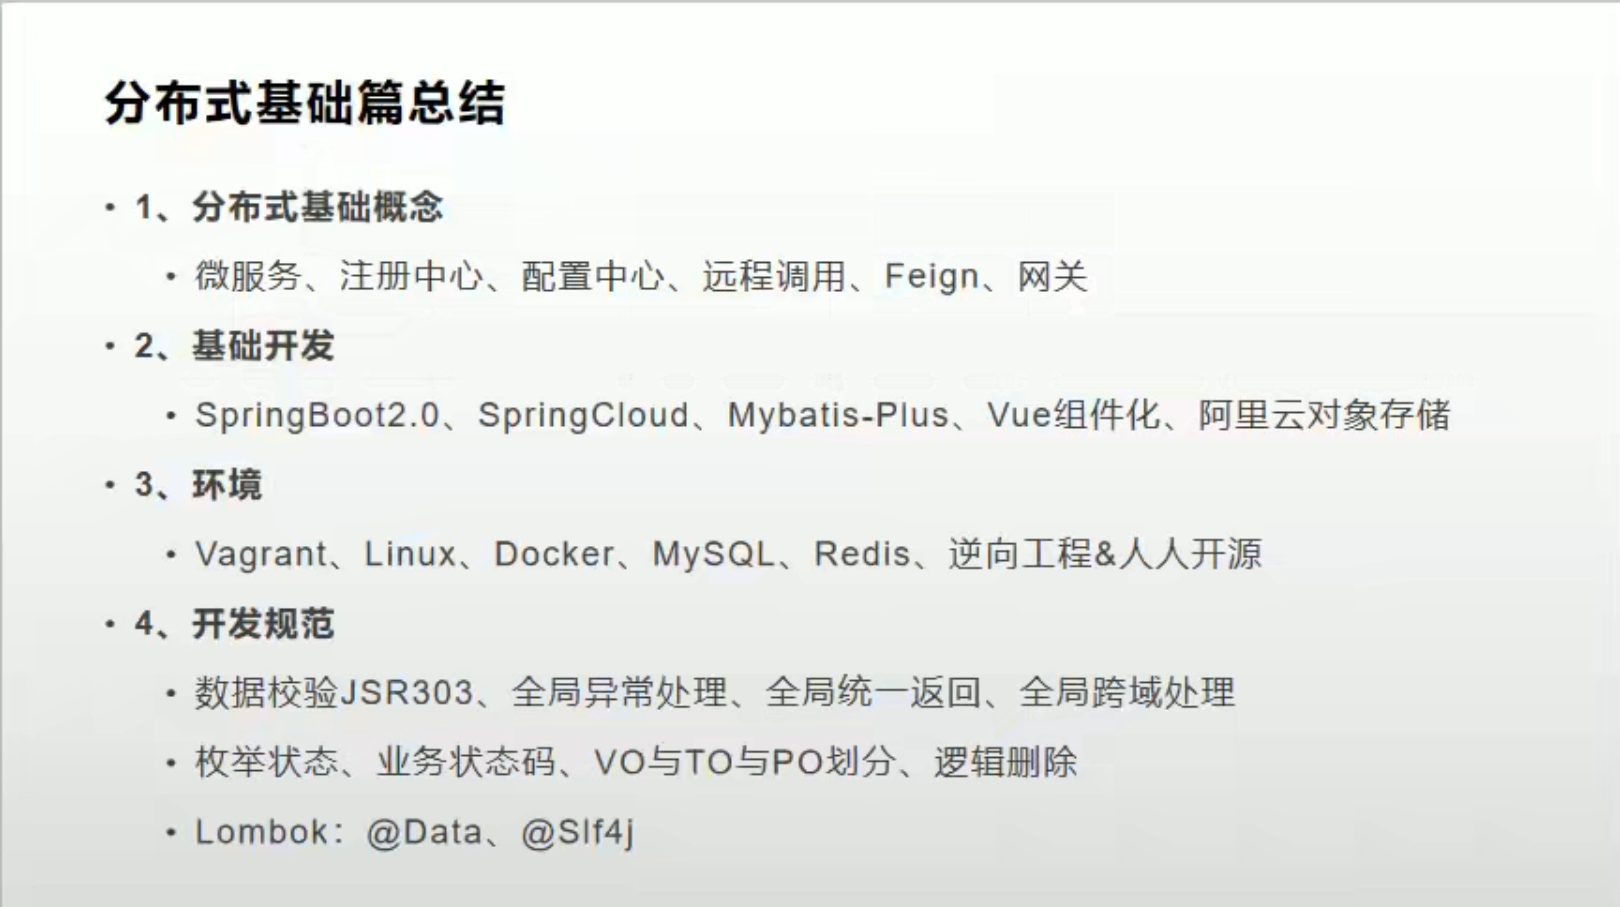 分布式基础篇总结
• 1、分布式基础概念
• 微服务、注册中心、配置中心、远程调用、Feign、网关
• 2、基础开发
• SpringBoot2.0、SpringCloud、Mybatis-Plus、Vue组件化、阿里云对象存储
• 3、环境
• Vagrant、Linux、Docker、MySQL、Redis、逆向工程&人人开源
• 4、开发规范
• 数据校验JSR303、全局异常处理、全局统一返回、全局跨域处理
• 枚举状态、业务状态码、VO与TO与PO划分、逻辑删除
• Lombok：@Data、@Slf4j